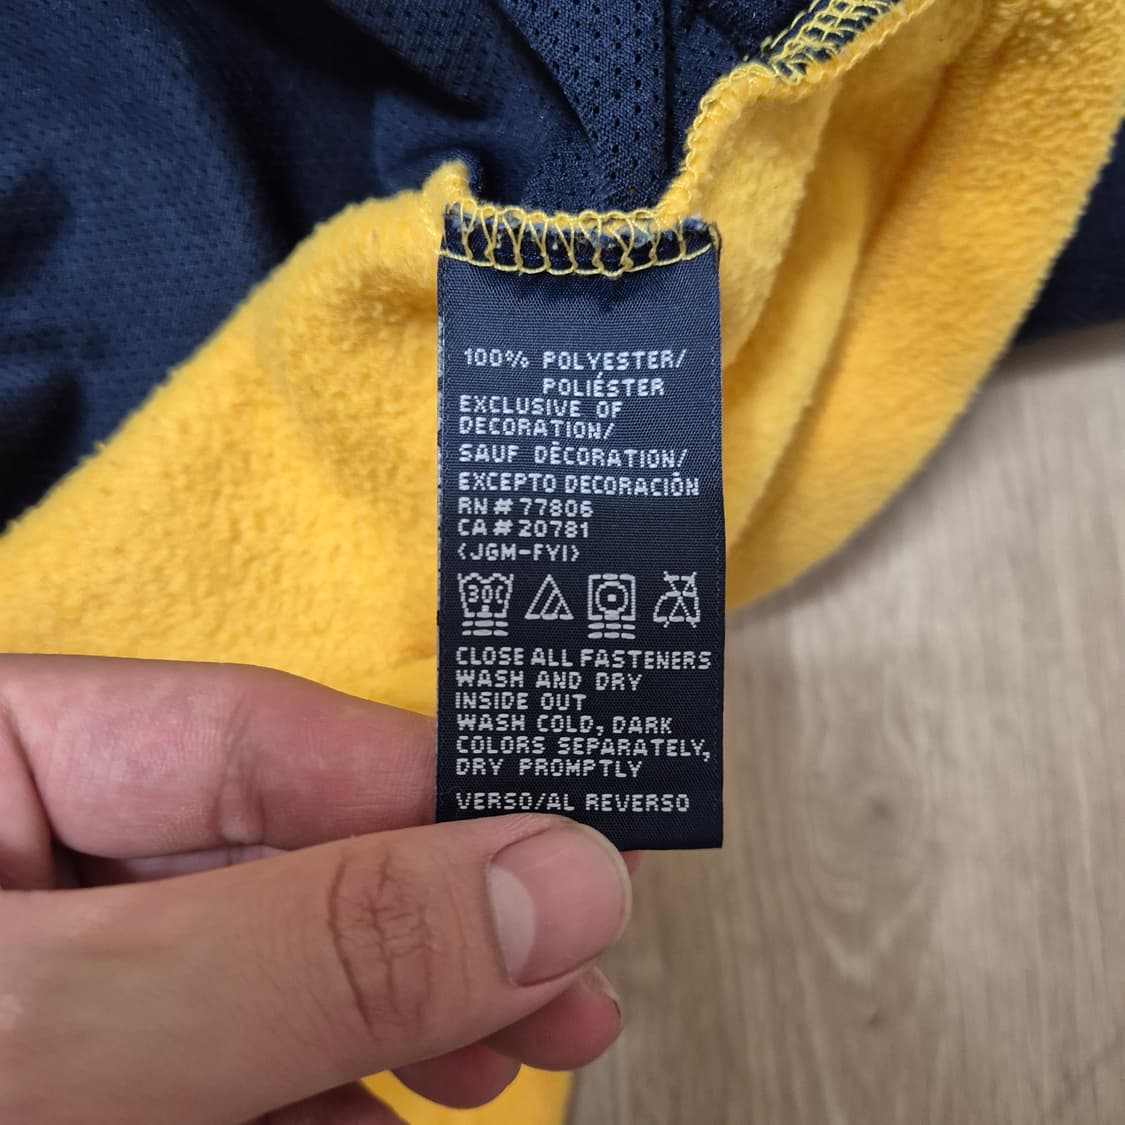 100% POLYESTER/
POLIÉSTER
EXCLUSIVE OF
DECORATION/
SAUF DÈCORATION/
EXCEPTO DECORACIÓN
RN # 77806
CA # 20781
(JGM-FYI)
30C
CLOSE ALL FASTENERS
WASH AND DRY
INSIDE OUT
WASH COLD, DARK
COLORS SEPARATELY,
DRY PROMPTLY
VERSO/AL REVERSO